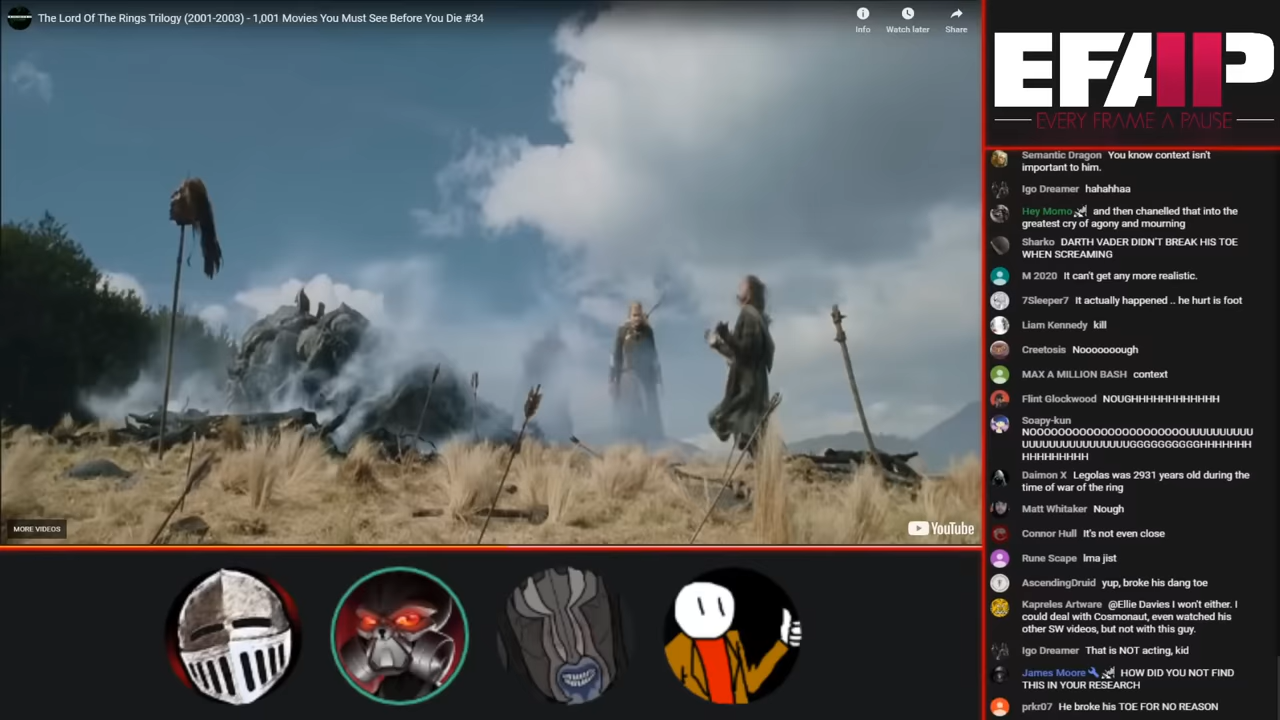 The Lord Of The Rings Trilogy (2001-2003) - 1,001 Movies You Must See Before You Die #34
Info
Watch later
Share
MORE VIDEOS
YouTube
EFAP
EVERY FRAME A PAUSE
Semantic Dragon You know context isn't
important to him.
Igo Dreamer hahahhaa
Hey Momo and then chanelled that into the
greatest cry of agony and mourning
Sharko DARTH VADER DIDN'T BREAK HIS TOE
WHEN SCREAMING
M 2020 It can't get any more realistic.
7Sleeper7 It actually happened .. he hurt is foot
Liam Kennedy kill
Creetosis Nooooooough
MAX A MILLION BASH context
Flint Glockwood NOUGHHHHHHHHHHHH
Soapy-kun
NOOOOOOOOOOOOOOOOOOOOOUUUUUUUUUU
UUUUUUUUUUUUUUUUGGGGGGGGGHHHHHHH
HHHHHHHHHH
Daimon X Legolas was 2931 years old during the
time of war of the ring
Matt Whitaker Nough
Connor Hull It's not even close
Rune Scape lma jist
AscendingDruid yup, broke his dang toe
Kapreles Artware @Ellie Davies I won't either. I
could deal with Cosmonaut, even watched his
other SW videos, but not with this guy.
Igo Dreamer That is NOT acting, kid
James Moore HOW DID YOU NOT FIND
THIS IN YOUR RESEARCH
prkr07 He broke his TOE FOR NO REASON